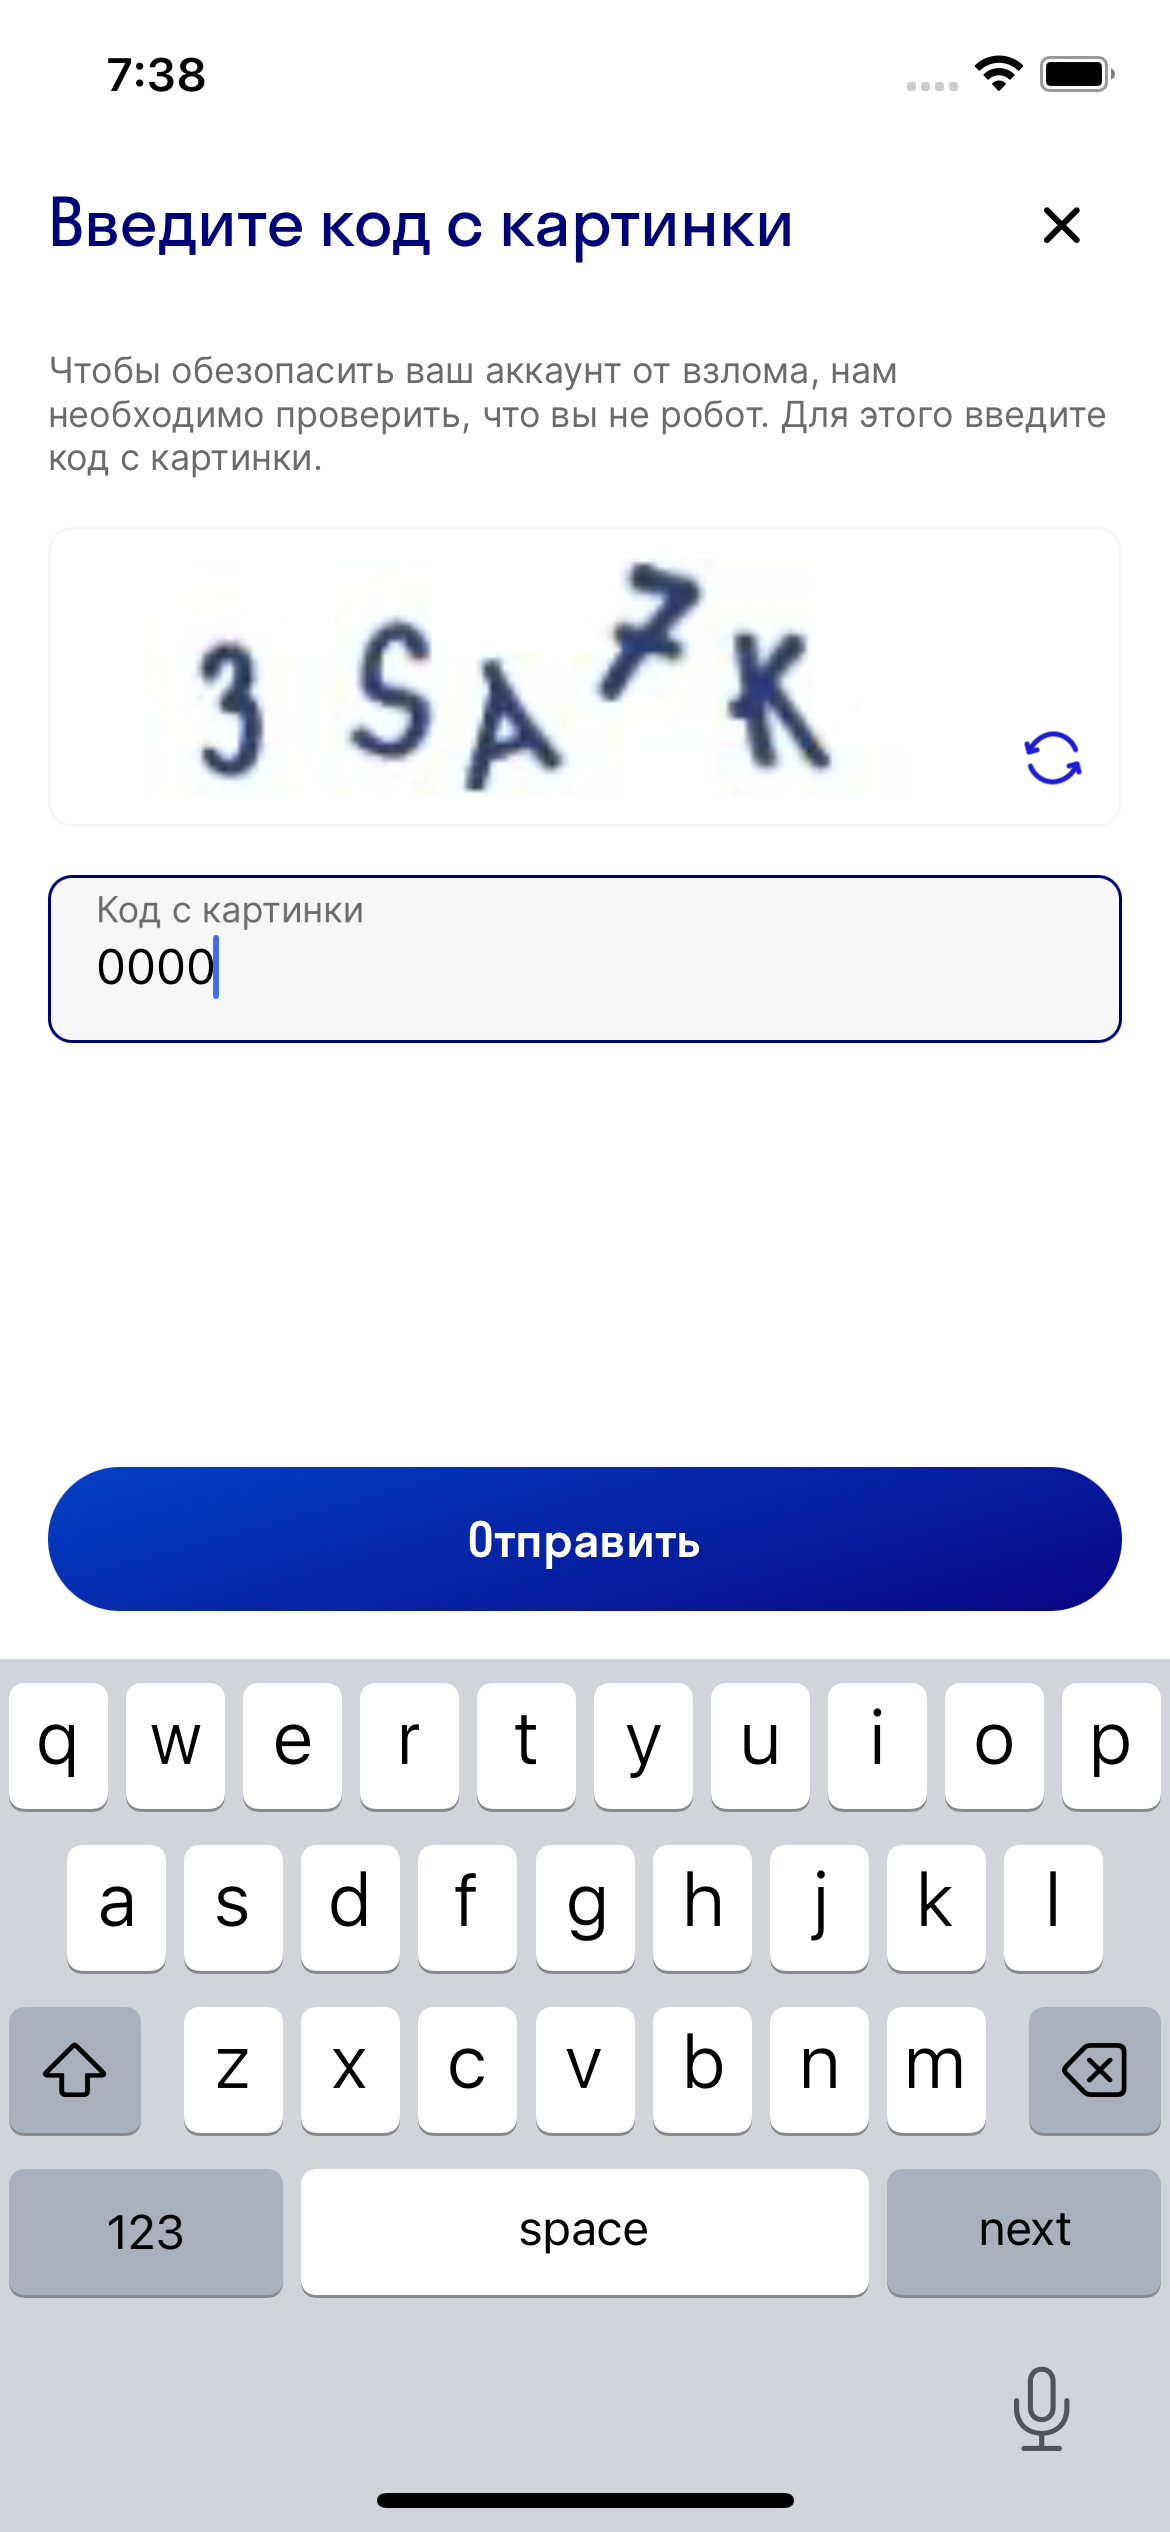 7:38
Введите код с картинки
Чтобы обезопасить ваш аккаунт от взлома, нам
необходимо проверить, что вы не робот. Для этого введите
код с картинки.
3 S A 7 K
Код с картинки
0000
Отправить
q w e r t y u i o p
a s d f g h j k l
z x c v b n m
123 space next